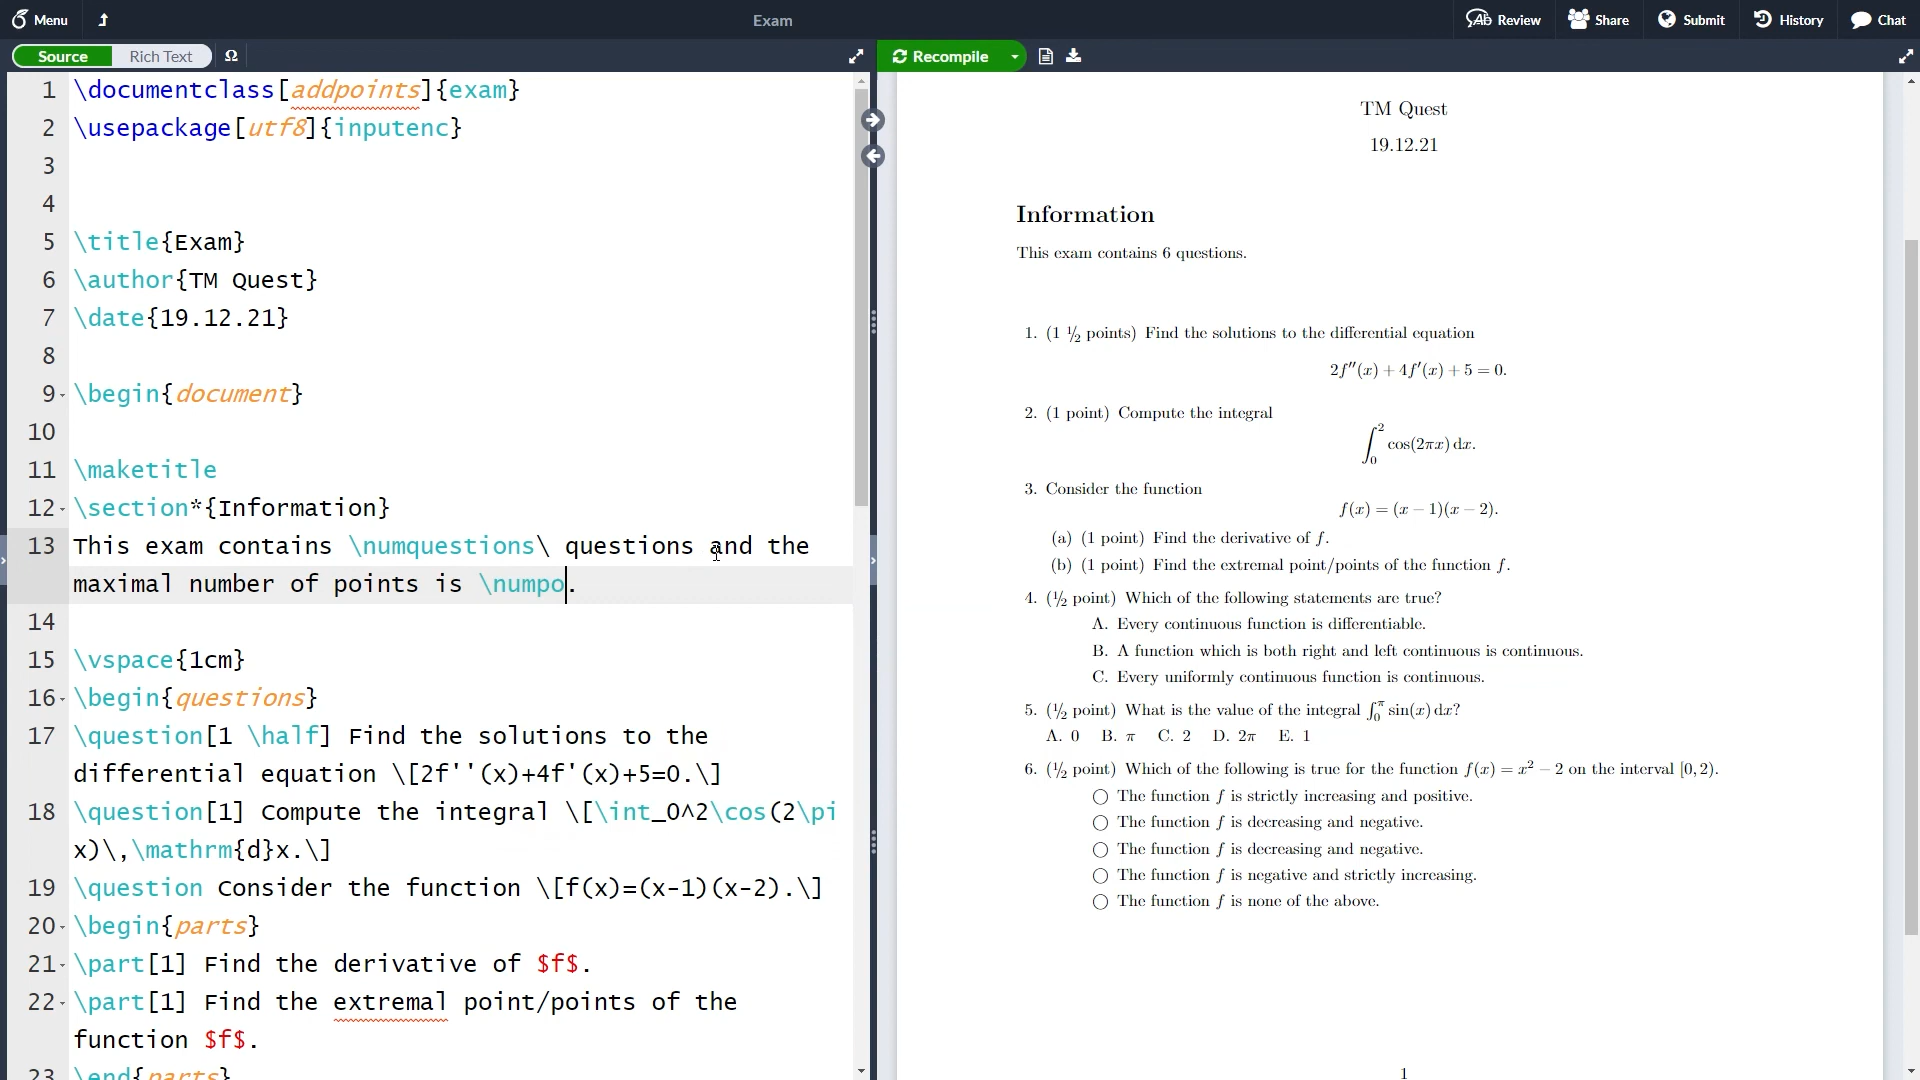 Menu
Exam
Review
Share
Submit
History
Chat
Source
Rich Text
Ω
Recompile
1 \documentclass[addpoints]{exam}
2 \usepackage[utf8]{inputenc}
3
4
5 \title{Exam}
6 \author{TM Quest}
7 \date{19.12.21}
8
9 \begin{document}
10
11 \maketitle
12 \section*{Information}
13 This exam contains \numquestions\ questions and the
maximal number of points is \numpo.
14
15 \vspace{1cm}
16 \begin{questions}
17 \question[1 \half] Find the solutions to the
differential equation \[2f''(x)+4f'(x)+5=0.\]
18 \question[1] Compute the integral \[\int_0^2\cos(2\pi
x)\,\mathrm{d}x.\]
19 \question Consider the function \[f(x)=(x-1)(x-2).\]
20 \begin{parts}
21 \part[1] Find the derivative of $f$.
22 \part[1] Find the extremal point/points of the
function $f$.
23 \end{parts}
TM Quest
19.12.21
Information
This exam contains 6 questions.
1. (1 ½ points) Find the solutions to the differential equation
2f″(x) + 4f′(x) + 5 = 0.
2. (1 point) Compute the integral
∫₀² cos(2πx) dx.
3. Consider the function
f(x) = (x − 1)(x − 2).
(a) (1 point) Find the derivative of f.
(b) (1 point) Find the extremal point/points of the function f.
4. (½ point) Which of the following statements are true?
A. Every continuous function is differentiable.
B. A function which is both right and left continuous is continuous.
C. Every uniformly continuous function is continuous.
5. (½ point) What is the value of the integral ∫₀^π sin(x) dx?
A. 0 B. π C. 2 D. 2π E. 1
6. (½ point) Which of the following is true for the function f(x) = x² − 2 on the interval [0, 2).
The function f is strictly increasing and positive.
The function f is decreasing and negative.
The function f is decreasing and negative.
The function f is negative and strictly increasing.
The function f is none of the above.
1